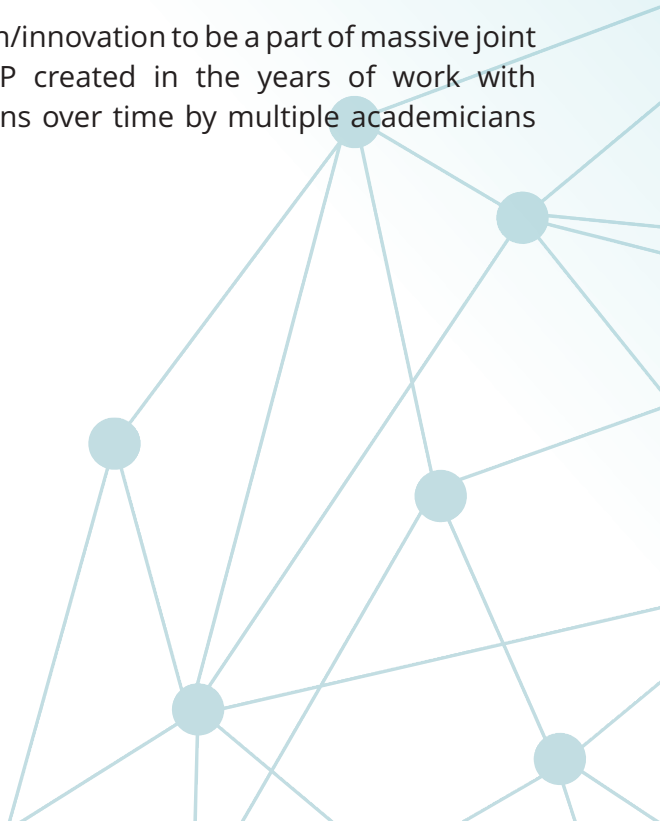 n/innovation to be a part of massive joint
P created in the years of work with
ns over time by multiple academicians